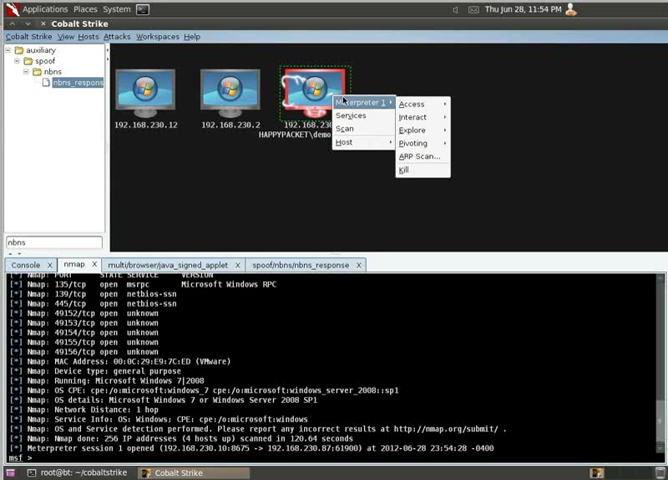 Applications Places System
Thu Jun 28, 11:54 PM
Cobalt Strike
Cobalt Strike View Hosts Attacks Workspaces Help
auxiliary
spoof
nbns
nbns_respons
192.168.230.12
192.168.230.2
192.168.230.
HAPPYPACKET\demo
Meterpreter 1
Services
Scan
Host
Access
Interact
Explore
Pivoting
ARP Scan...
Kill
nbns
Console X nmap X multi/browser/java_signed_applet X spoof/nbns/nbns_response X
[*] Nmap: PORT STATE SERVICE VERSION
[*] Nmap: 135/tcp open msrpc Microsoft Windows RPC
[*] Nmap: 139/tcp open netbios-ssn
[*] Nmap: 445/tcp open netbios-ssn
[*] Nmap: 49152/tcp open unknown
[*] Nmap: 49153/tcp open unknown
[*] Nmap: 49154/tcp open unknown
[*] Nmap: 49155/tcp open unknown
[*] Nmap: 49156/tcp open unknown
[*] Nmap: MAC Address: 00:0C:29:E9:7C:ED (VMware)
[*] Nmap: Device type: general purpose
[*] Nmap: Running: Microsoft Windows 7|2008
[*] Nmap: OS CPE: cpe:/o:microsoft:windows_7 cpe:/o:microsoft:windows_server_2008::sp1
[*] Nmap: OS details: Microsoft Windows 7 or Windows Server 2008 SP1
[*] Nmap: Network Distance: 1 hop
[*] Nmap: Service Info: OS: Windows; CPE: cpe:/o:microsoft:windows
[*] Nmap: OS and Service detection performed. Please report any incorrect results at http://nmap.org/submit/ .
[*] Nmap: Nmap done: 256 IP addresses (4 hosts up) scanned in 120.64 seconds
[*] Meterpreter session 1 opened (192.168.230.10:8675 -> 192.168.230.87:61900) at 2012-06-28 23:54:28 -0400
msf >
root@bt: ~/cobaltstrike
Cobalt Strike